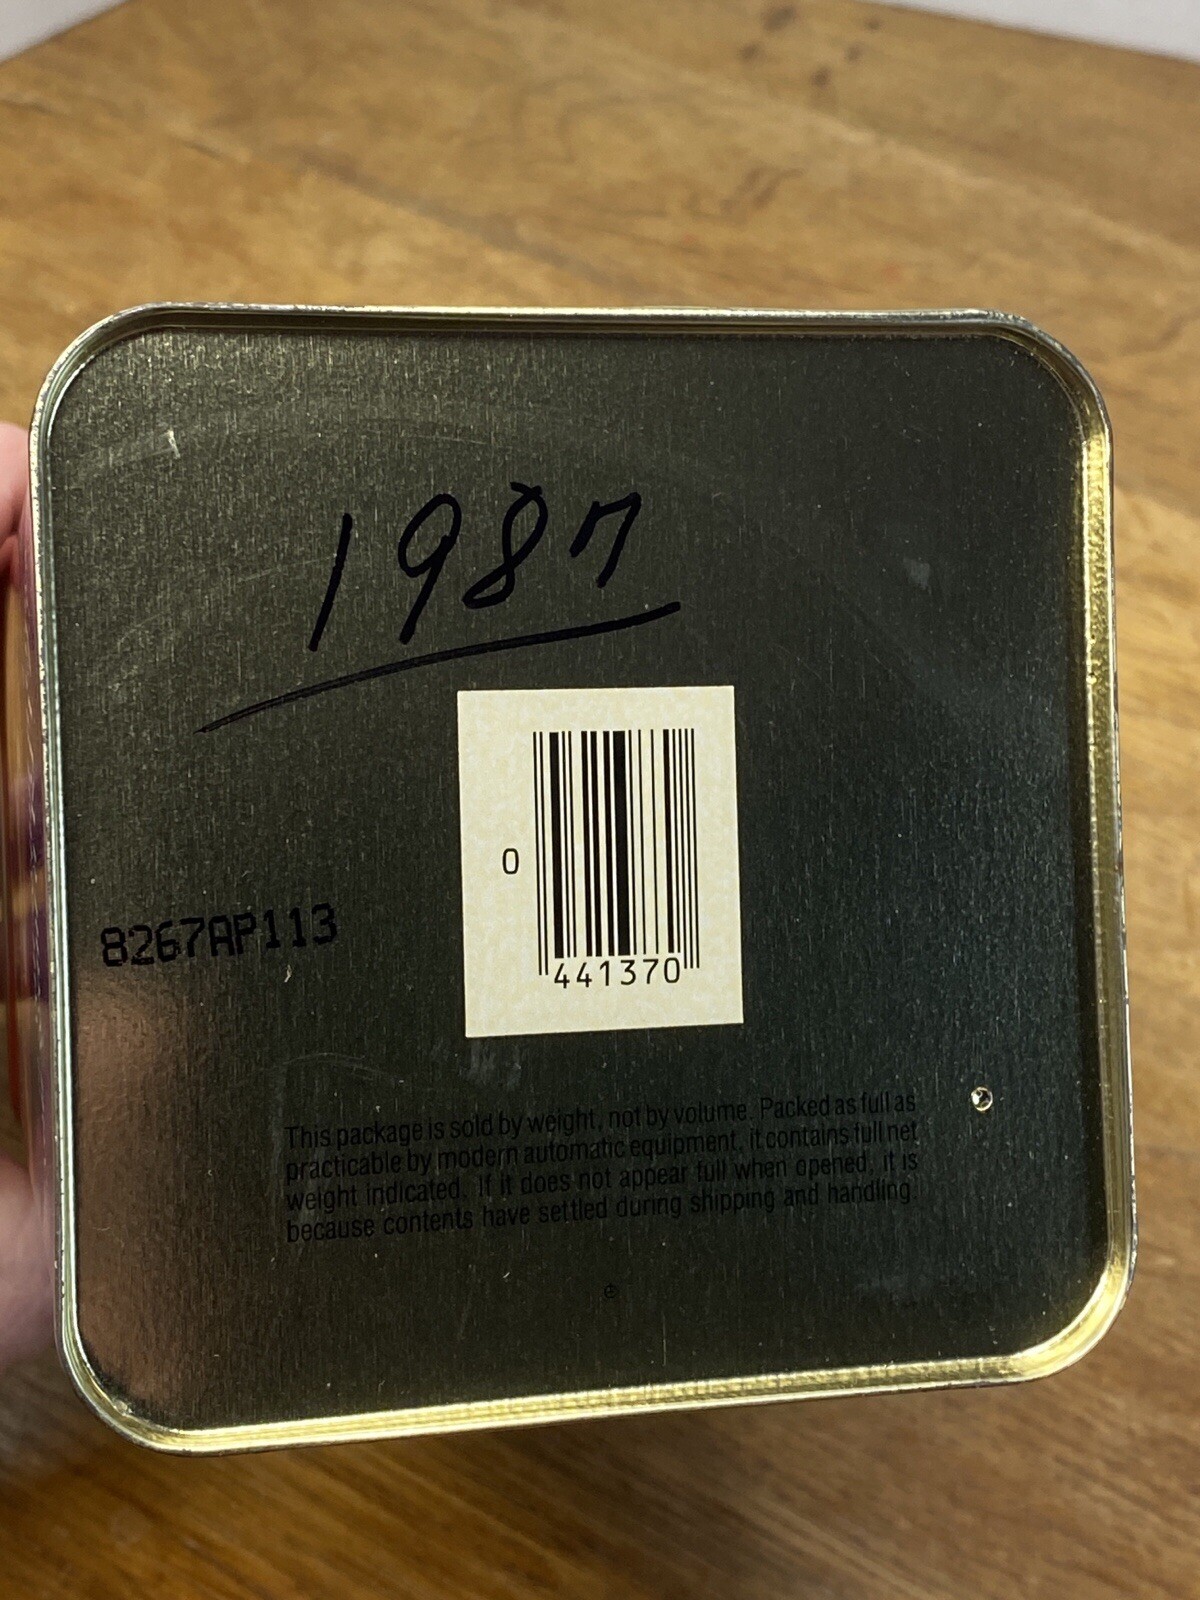 1987
0
441370
8267AP113
This package is sold by weight, not by volume. Packed as full as
practicable by modern automatic equipment, it contains full net
weight indicated. If it does not appear full when opened, it is
because contents have settled during shipping and handling.